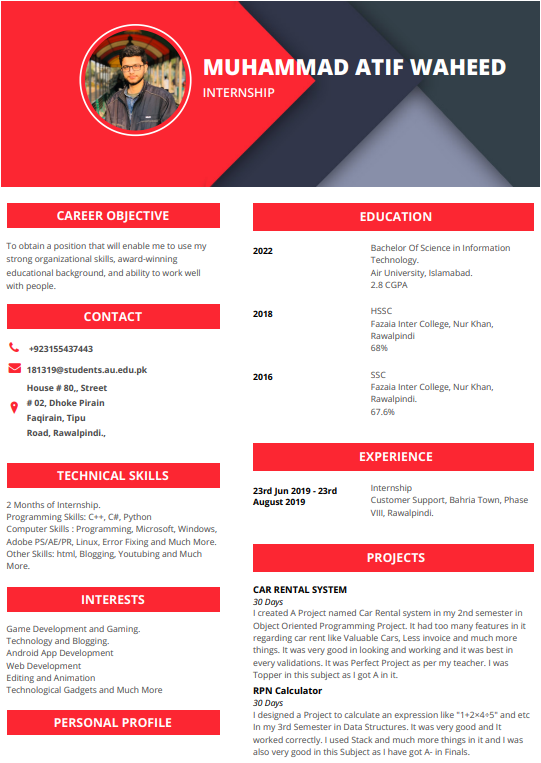 MUHAMMAD ATIF WAHEED
INTERNSHIP
CAREER OBJECTIVE
To obtain a position that will enable me to use my
strong organizational skills, award-winning
educational background, and ability to work well
with people.
CONTACT
+923155437443
181319@students.au.edu.pk
House # 80,, Street
# 02, Dhoke Pirain
Faqirain, Tipu
Road, Rawalpindi.,
TECHNICAL SKILLS
2 Months of Internship.
Programming Skills: C++, C#, Python
Computer Skills : Programming, Microsoft, Windows,
Adobe PS/AE/PR, Linux, Error Fixing and Much More.
Other Skills: html, Blogging, Youtubing and Much
More.
INTERESTS
Game Development and Gaming.
Technology and Blogging.
Android App Development
Web Development
Editing and Animation
Technological Gadgets and Much More
PERSONAL PROFILE
EDUCATION
2022
Bachelor Of Science in Information
Technology.
Air University, Islamabad.
2.8 CGPA
2018
HSSC
Fazaia Inter College, Nur Khan,
Rawalpindi
68%
2016
SSC
Fazaia Inter College, Nur Khan,
Rawalpindi.
67.6%
EXPERIENCE
23rd Jun 2019 - 23rd
August 2019
Internship
Customer Support, Bahria Town, Phase
VIII, Rawalpindi.
PROJECTS
CAR RENTAL SYSTEM
30 Days
I created A Project named Car Rental system in my 2nd semester in
Object Oriented Programming Project. It had too many features in it
regarding car rent like Valuable Cars, Less invoice and much more
things. It was very good in looking and working and it was best in
every validations. It was Perfect Project as per my teacher. I was
Topper in this subject as I got A in it.
RPN Calculator
30 Days
I designed a Project to calculate an expression like "1+2×4÷5" and etc
In my 3rd Semester in Data Structures. It was very good and It
worked correctly. I used Stack and much more things in it and I was
also very good in this Subject as I have got A- in Finals.